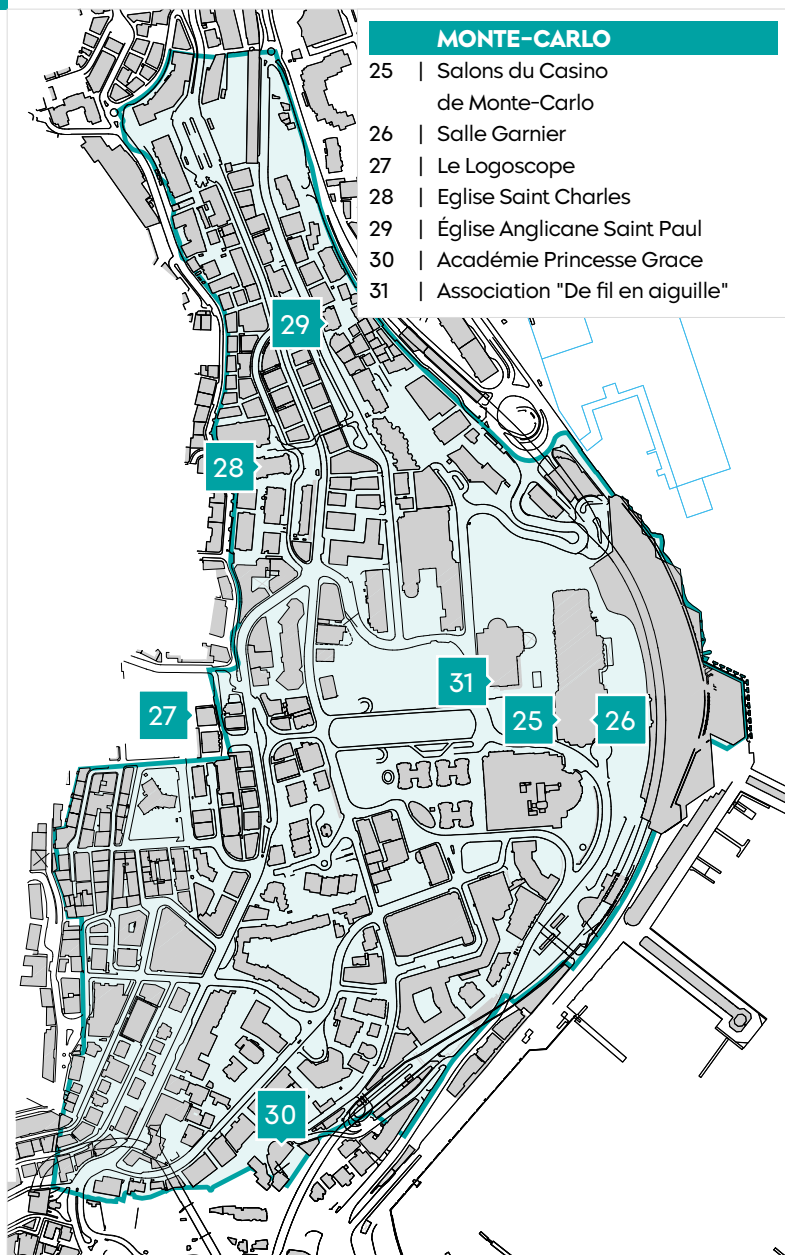 MONTE-CARLO
25 | Salons du Casino
de Monte-Carlo
26 | Salle Garnier
27 | Le Logoscope
28 | Eglise Saint Charles
29 | Église Anglicane Saint Paul
30 | Académie Princesse Grace
31 | Association "De fil en aiguille"
29
28
31
27
25
26
30